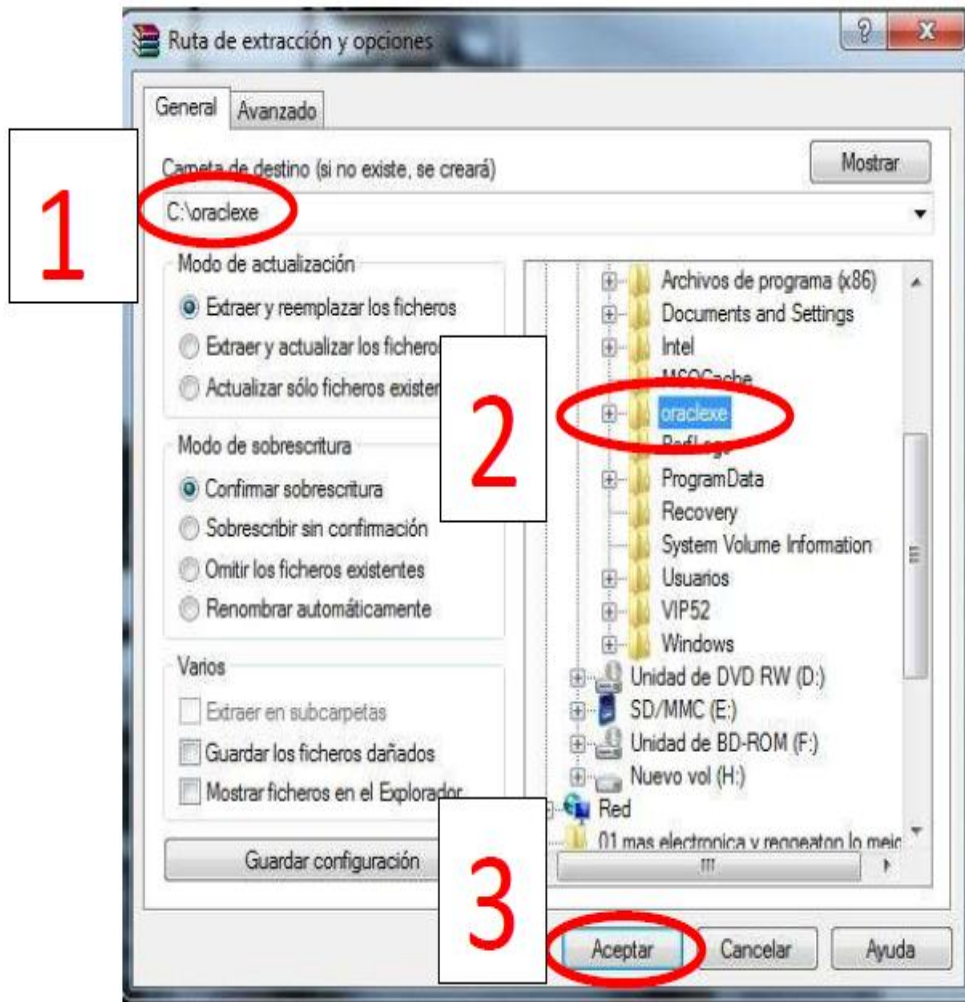 Ruta de extracción y opciones
General Avanzado
Carpeta de destino (si no existe, se creará)
Mostrar
1
C:\oraclexe
Modo de actualización
Extraer y reemplazar los ficheros
Extraer y actualizar los ficheros
Actualizar sólo ficheros
Modo de sobrescritura
Confirmar sobrescritura
Sobrescribir sin confirmación
Omitir los ficheros existentes
Renombrar automáticamente
Varios
Extraer en subcarpetas
Guardar los ficheros dañados
Mostrar ficheros en el Explorador
Guardar configuración
2
Archivos de programa (x86)
Documents and Settings
Intel
MSOCache
oraclexe
PerfLogs
ProgramData
Recovery
System Volume Information
Usuarios
VIP52
Windows
Unidad de DVD RW (D:)
SD/MMC (E:)
Unidad de BD-ROM (F:)
Nuevo vol (H:)
Red
01 mas electronica y reggeaton lo mejo
3
Aceptar Cancelar Ayuda